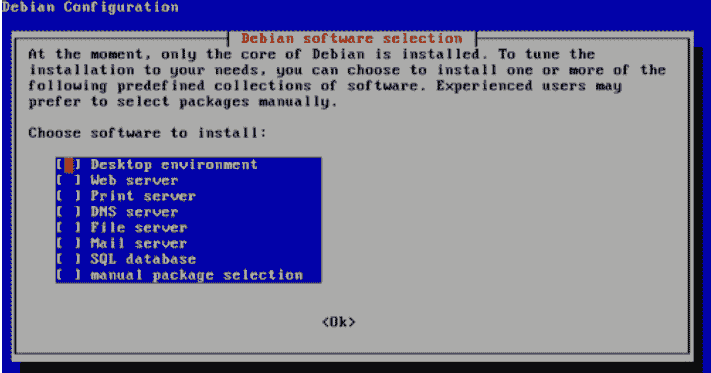 Debian Configuration
Debian software selection
At the moment, only the core of Debian is installed. To tune the
installation to your needs, you can choose to install one or more of the
following predefined collections of software. Experienced users may
prefer to select packages manually.
Choose software to install:
[ ] Desktop environment
[ ] Web server
[ ] Print server
[ ] DNS server
[ ] File server
[ ] Mail server
[ ] SQL database
[ ] manual package selection
<Ok>